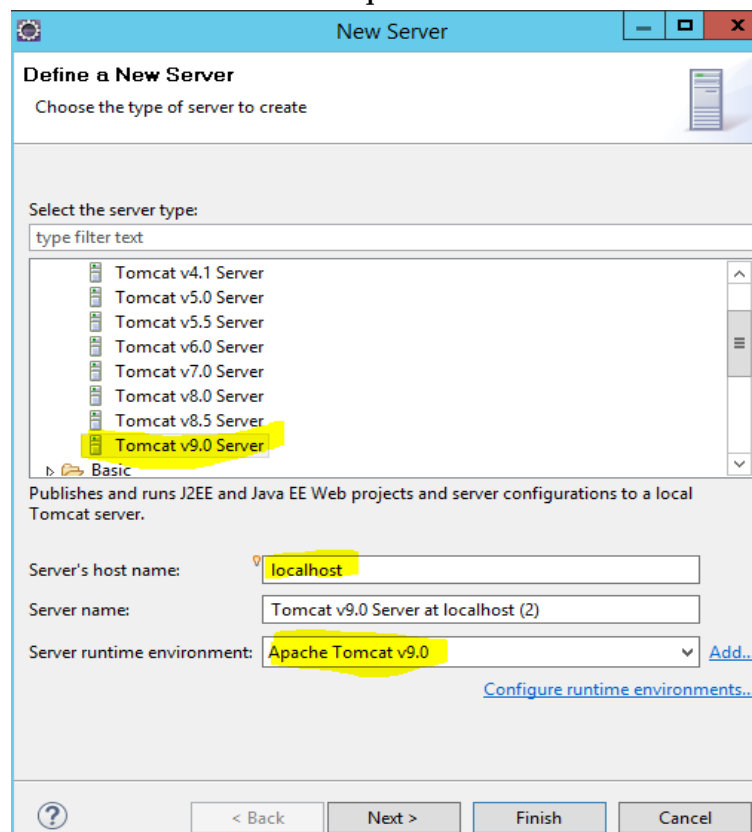 New Server
Define a New Server
Choose the type of server to create
Select the server type:
type filter text
Tomcat v4.1 Server
Tomcat v5.0 Server
Tomcat v5.5 Server
Tomcat v6.0 Server
Tomcat v7.0 Server
Tomcat v8.0 Server
Tomcat v8.5 Server
Tomcat v9.0 Server
Basic
Publishes and runs J2EE and Java EE Web projects and server configurations to a local
Tomcat server.
Server's host name: localhost
Server name: Tomcat v9.0 Server at localhost (2)
Server runtime environment: Apache Tomcat v9.0 Add...
Configure runtime environments...
? < Back Next > Finish Cancel